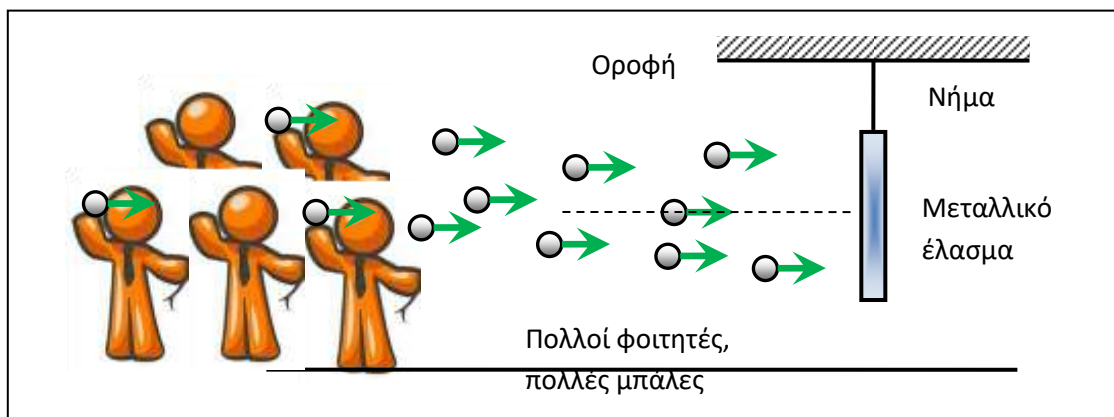 Οροφή
Νήμα
Μεταλλικό
έλασμα
Πολλοί φοιτητές,
πολλές μπάλες